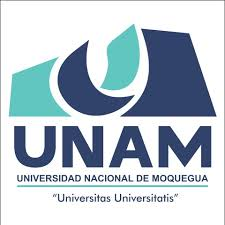 UNAM
UNIVERSIDAD NACIONAL DE MOQUEGUA
“Universitas Universitatis”